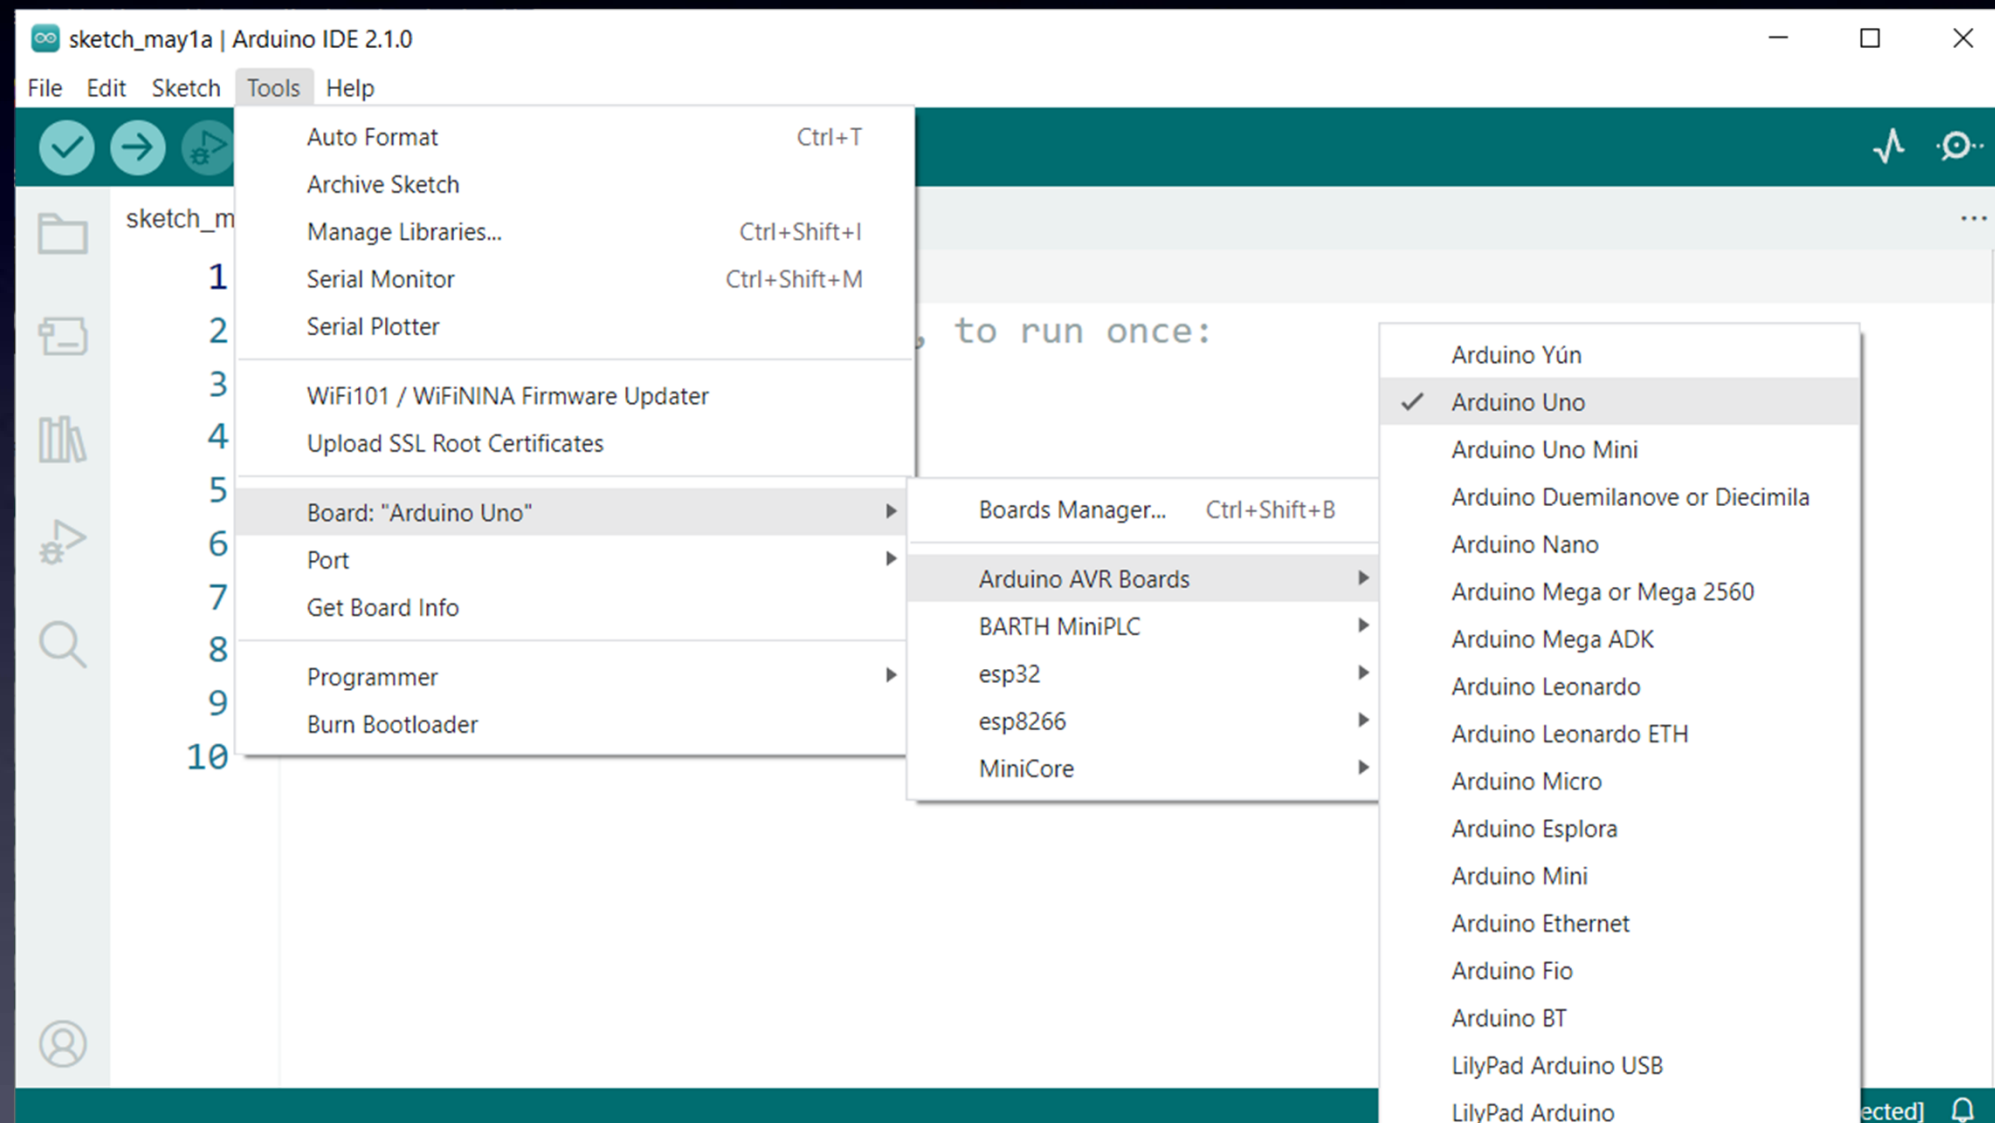 sketch_may1a | Arduino IDE 2.1.0
File Edit Sketch Tools Help
Auto Format Ctrl+T
Archive Sketch
Manage Libraries... Ctrl+Shift+I
Serial Monitor Ctrl+Shift+M
Serial Plotter
WiFi101 / WiFiNINA Firmware Updater
Upload SSL Root Certificates
Board: "Arduino Uno"
Port
Get Board Info
Programmer
Burn Bootloader
sketch_m
1
2
3
4
5
6
7
8
9
10
, to run once:
Boards Manager... Ctrl+Shift+B
Arduino AVR Boards
BARTH MiniPLC
esp32
esp8266
MiniCore
Arduino Yún
Arduino Uno
Arduino Uno Mini
Arduino Duemilanove or Diecimila
Arduino Nano
Arduino Mega or Mega 2560
Arduino Mega ADK
Arduino Leonardo
Arduino Leonardo ETH
Arduino Micro
Arduino Esplora
Arduino Mini
Arduino Ethernet
Arduino Fio
Arduino BT
LilyPad Arduino USB
LilyPad Arduino
ected]